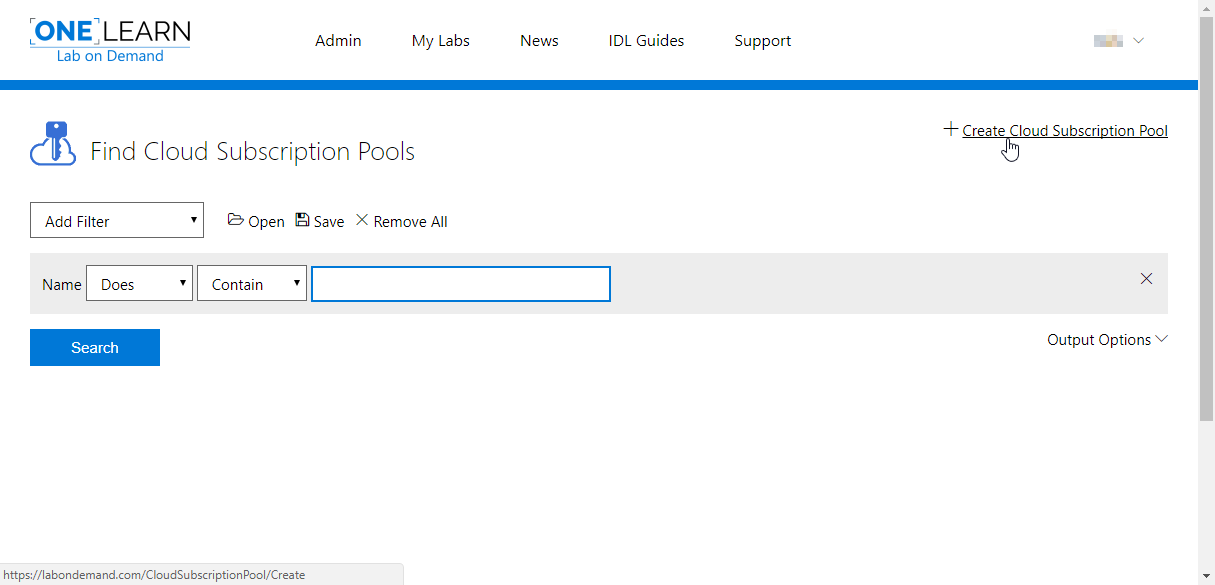 ONE LEARN
Lab on Demand
Admin My Labs News IDL Guides Support
Create Cloud Subscription Pool
Find Cloud Subscription Pools
Add Filter Open Save Remove All
Name Does Contain
Search
Output Options
https://labondemand.com/CloudSubscriptionPool/Create